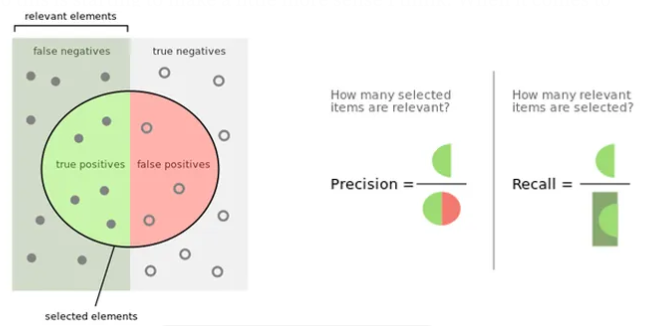 relevant elements
false negatives
true negatives
true positives
false positives
selected elements
How many selected
items are relevant?
Precision =
How many relevant
items are selected?
Recall =